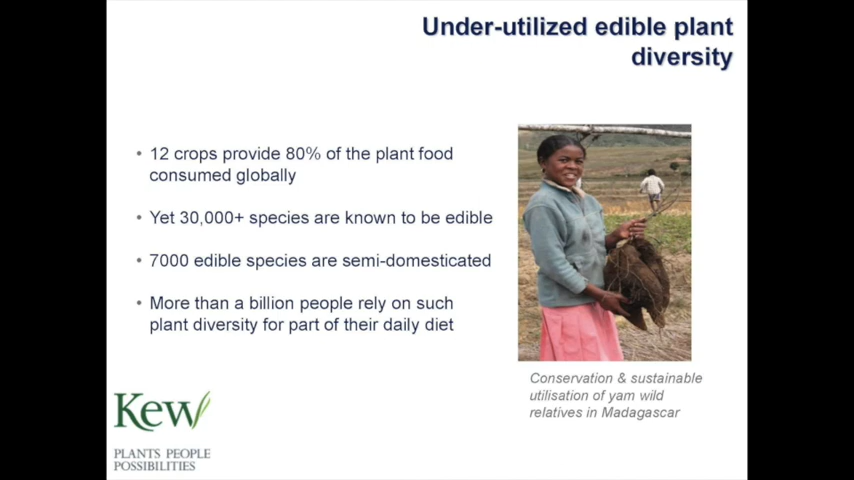 Under-utilized edible plant
diversity
• 12 crops provide 80% of the plant food
consumed globally
• Yet 30,000+ species are known to be edible
• 7000 edible species are semi-domesticated
• More than a billion people rely on such
plant diversity for part of their daily diet
Conservation & sustainable
utilisation of yam wild
relatives in Madagascar
Kew
PLANTS PEOPLE
POSSIBILITIES